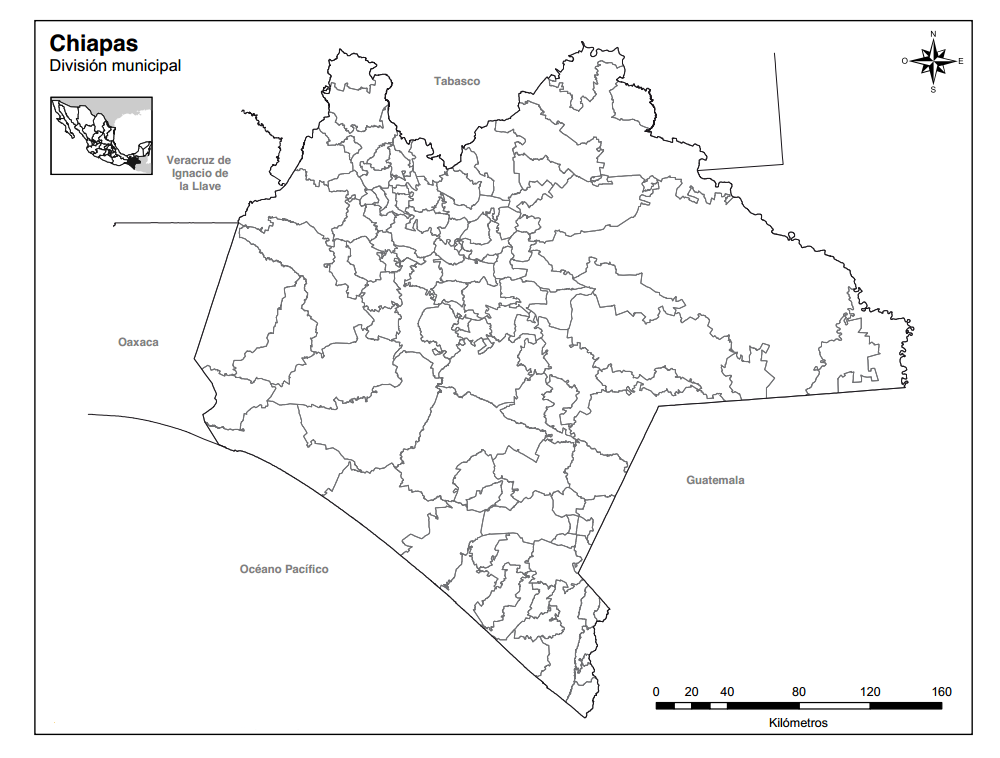 Chiapas
División municipal
Tabasco
Veracruz de
Ignacio de
la Llave
Oaxaca
Guatemala
Océano Pacífico
N
O
E
S
0 20 40 80 120 160
Kilómetros